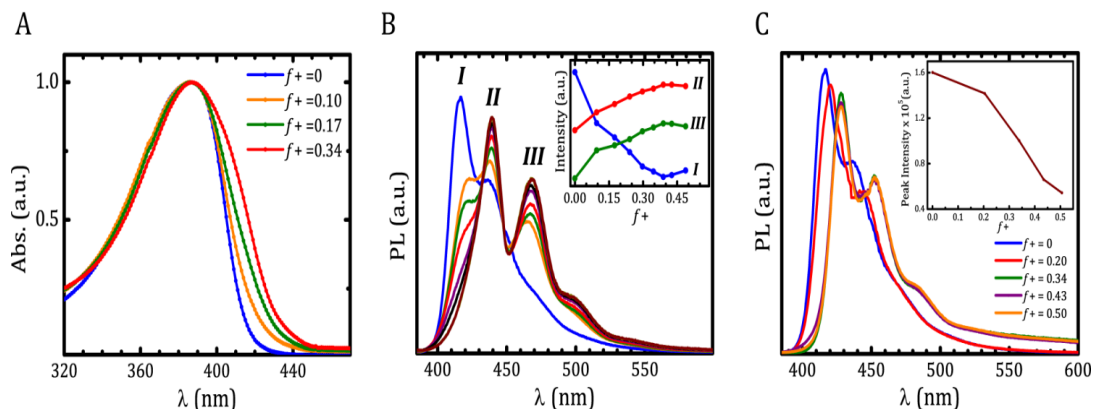 A
Abs. (a.u.)
1.0
0.5
f+ =0
f+ =0.10
f+ =0.17
f+ =0.34
320 360 400 440
λ (nm)
B
PL (a.u.)
I
II
III
400 450 500 550
λ (nm)
Intensity (a.u.)
II
III
I
0.00 0.15 0.30 0.45
f+
C
PL (a.u.)
400 450 500 550 600
λ (nm)
Peak Intensity x 10⁵(a.u.)
1.6
1.2
0.8
0.4
0.0 0.1 0.2 0.3 0.4 0.5
f+
f+ = 0
f+ = 0.20
f+ = 0.34
f+ = 0.43
f+ = 0.50